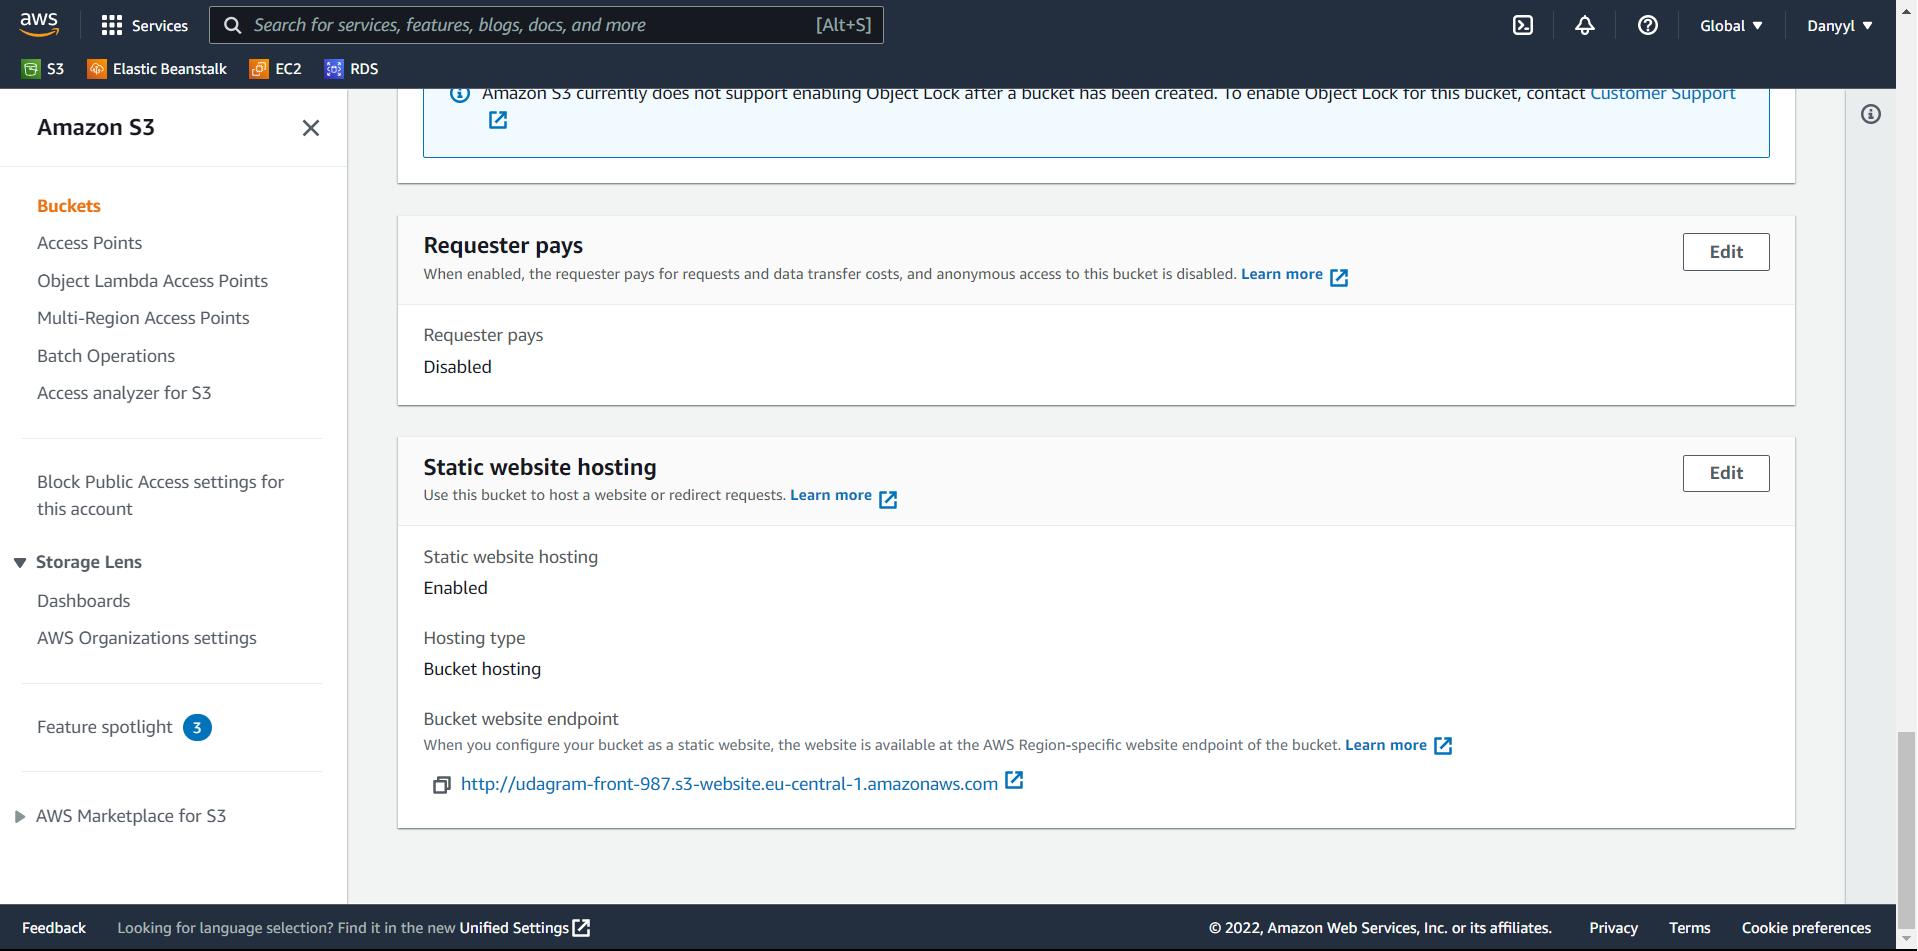 aws
Services
Search for services, features, blogs, docs, and more
[Alt+S]
Global
Danyyl
S3
Elastic Beanstalk
EC2
RDS
Amazon S3
Buckets
Access Points
Object Lambda Access Points
Multi-Region Access Points
Batch Operations
Access analyzer for S3
Block Public Access settings for
this account
Storage Lens
Dashboards
AWS Organizations settings
Feature spotlight 3
AWS Marketplace for S3
Amazon S3 currently does not support enabling Object Lock after a bucket has been created. To enable Object Lock for this bucket, contact Customer Support
Requester pays
Edit
When enabled, the requester pays for requests and data transfer costs, and anonymous access to this bucket is disabled. Learn more
Requester pays
Disabled
Static website hosting
Edit
Use this bucket to host a website or redirect requests. Learn more
Static website hosting
Enabled
Hosting type
Bucket hosting
Bucket website endpoint
When you configure your bucket as a static website, the website is available at the AWS Region-specific website endpoint of the bucket. Learn more
http://udagram-front-987.s3-website.eu-central-1.amazonaws.com
Feedback
Looking for language selection? Find it in the new Unified Settings
© 2022, Amazon Web Services, Inc. or its affiliates.
Privacy
Terms
Cookie preferences